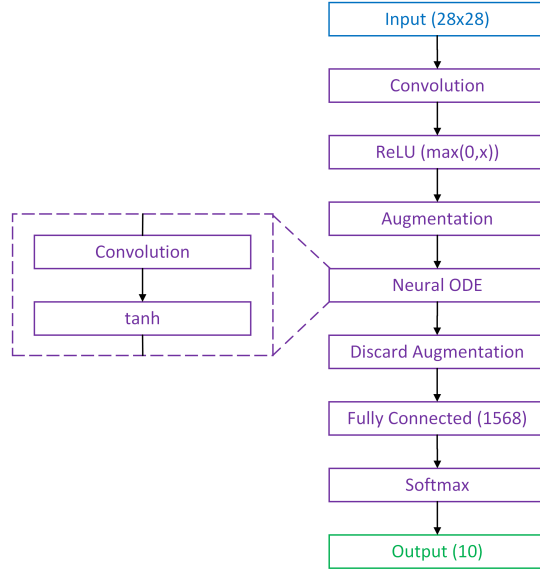 Input (28x28)
Convolution
ReLU (max(0,x))
Augmentation
Neural ODE
Convolution
tanh
Discard Augmentation
Fully Connected (1568)
Softmax
Output (10)